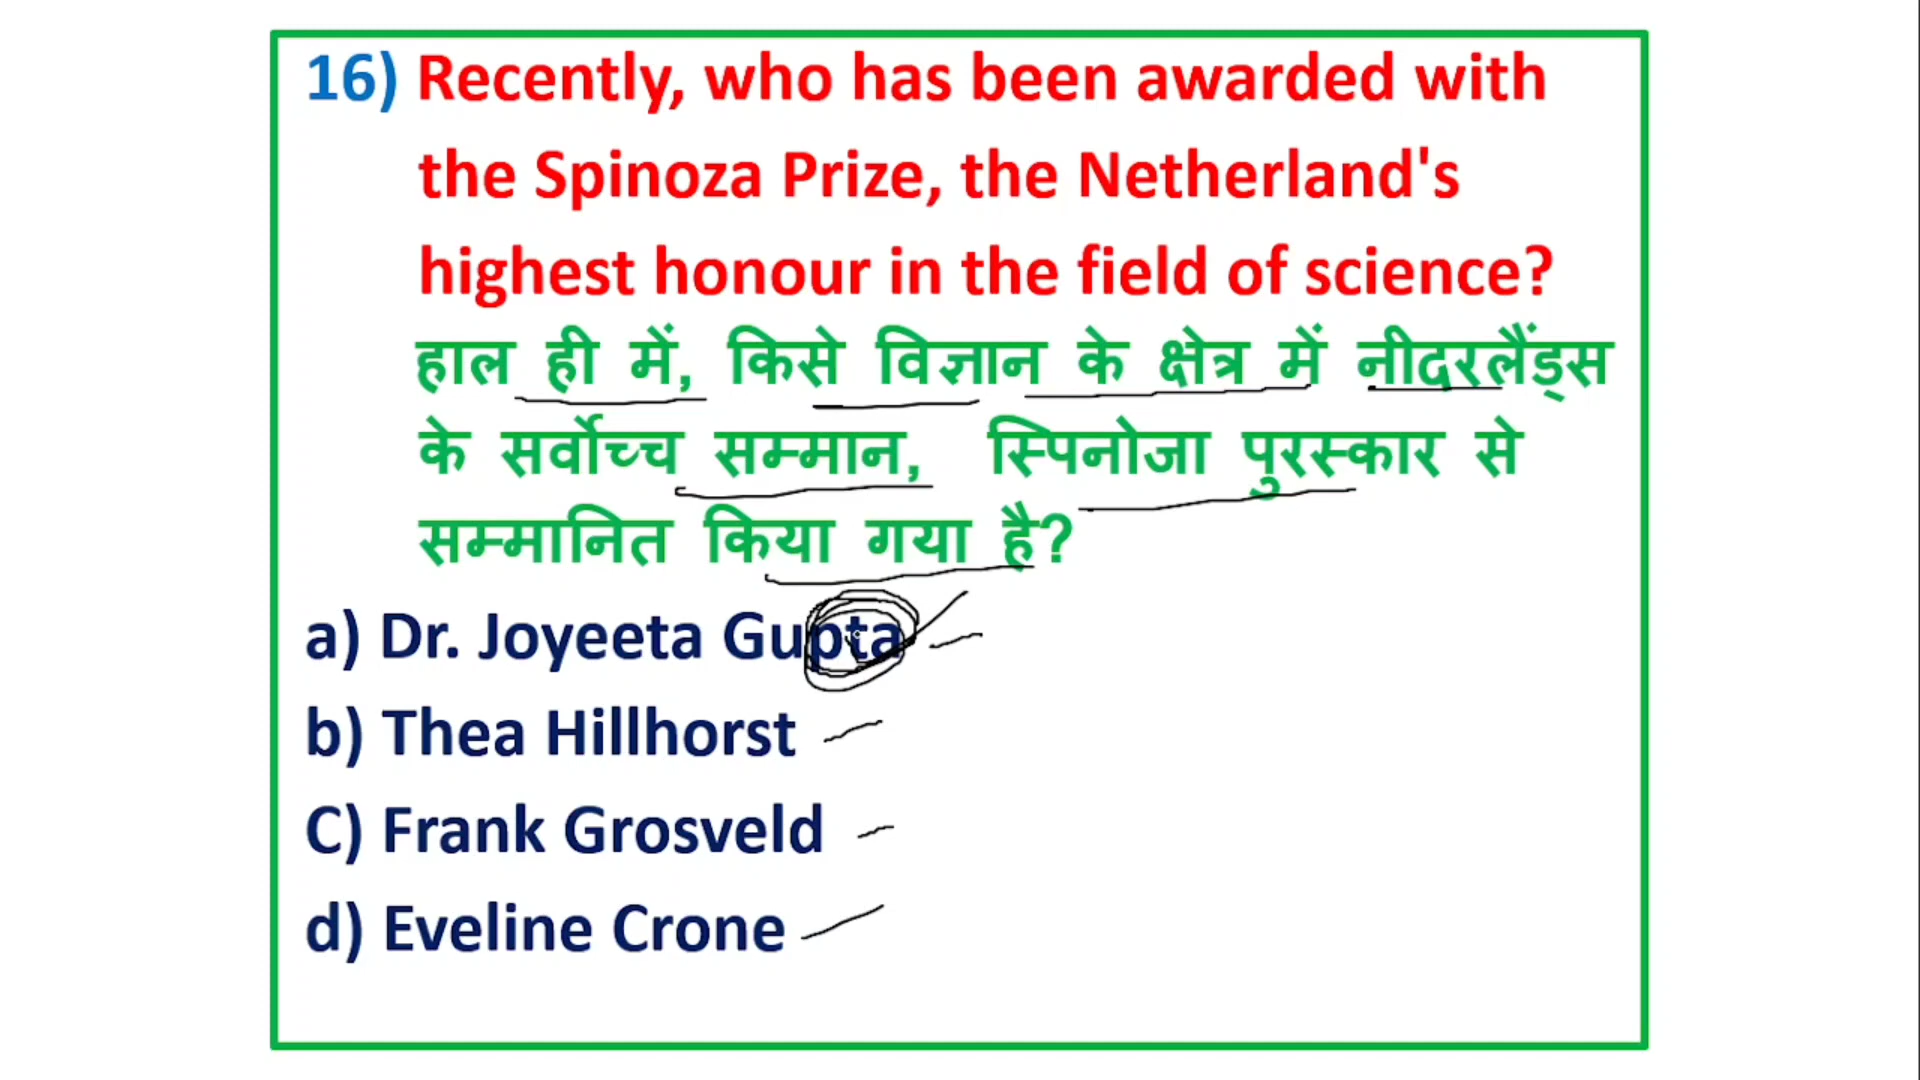 16) Recently, who has been awarded with
the Spinoza Prize, the Netherland's
highest honour in the field of science?
हाल ही में, किसे विज्ञान के क्षेत्र में नीदरलैंड्स
के सर्वोच्च सम्मान, स्पिनोजा पुरस्कार से
सम्मानित किया गया है?
a) Dr. Joyeeta Gupta
b) Thea Hillhorst
C) Frank Grosveld
d) Eveline Crone